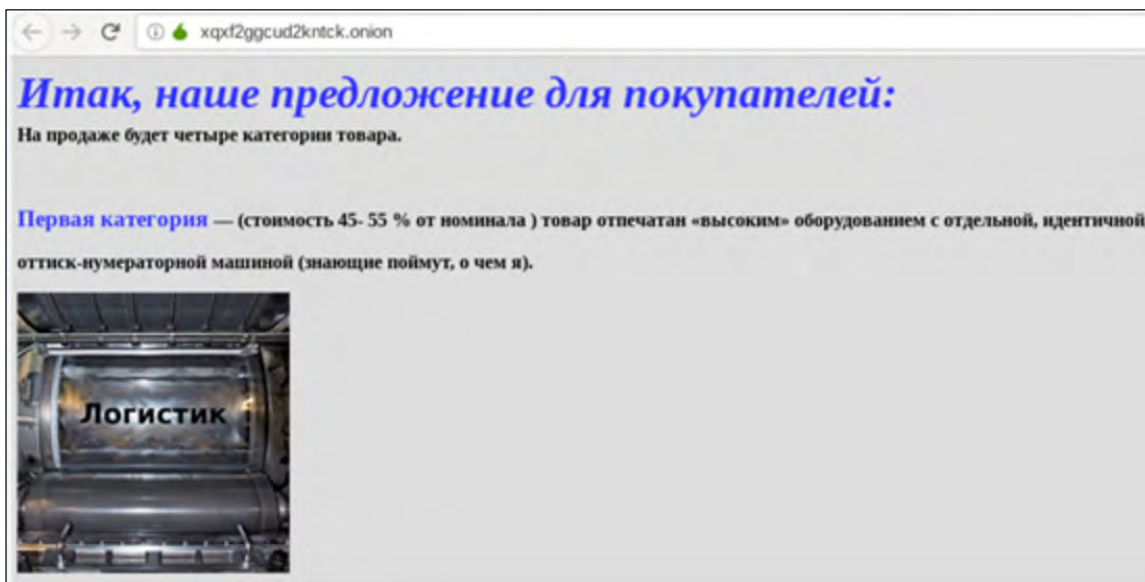 xqxf2ggcud2kntck.onion
Итак, наше предложение для покупателей:
На продаже будет четыре категории товара.
Первая категория — (стоимость 45- 55 % от номинала ) товар отпечатан «высоким» оборудованием с отдельной, идентичной
оттиск-нумераторной машиной (знающие поймут, о чем я).
Логистик